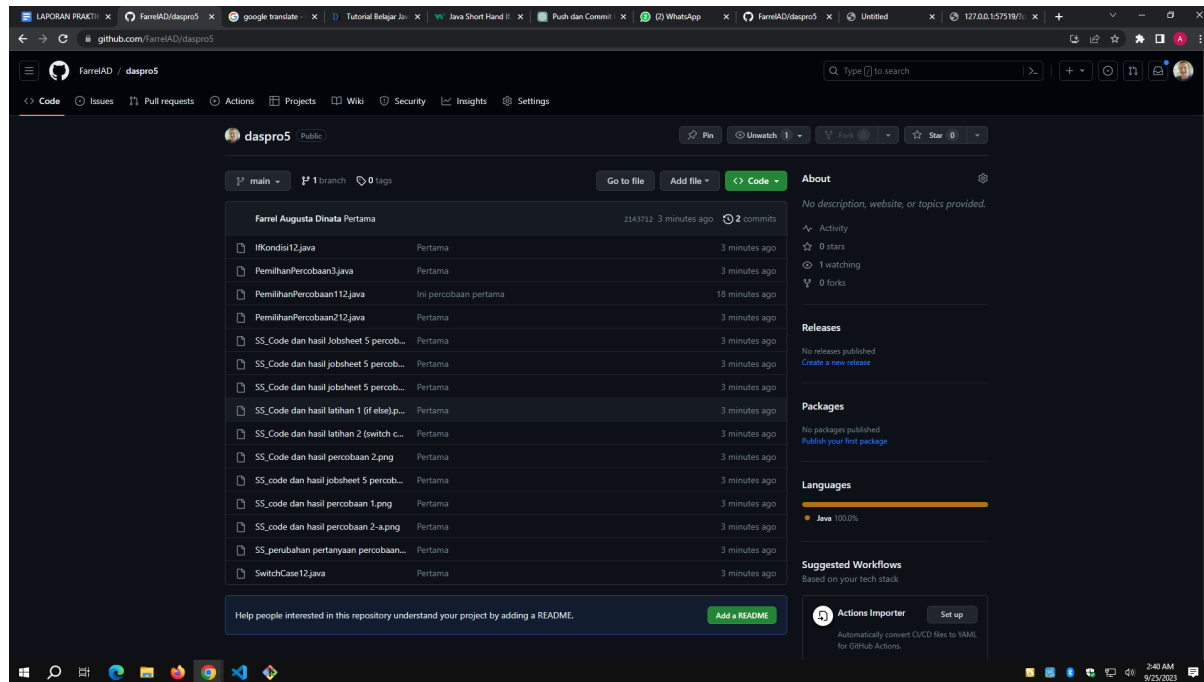 LAPORAN PRAKTI
FarrelAD/daspro5
google translate -
Tutorial Belajar Jav
Java Short Hand If
Push dan Commit
(2) WhatsApp
FarrelAD/daspro5
Untitled
127.0.0.1:57519/?c
github.com/FarrelAD/daspro5
FarrelAD / daspro5
Type / to search
Code Issues Pull requests Actions Projects Wiki Security Insights Settings
daspro5 Public
Pin Unwatch 1 Fork 0 Star 0
main 1 branch 0 tags Go to file Add file Code
Farrel Augusta Dinata Pertama 2143712 3 minutes ago 2 commits
IfKondisi12.java Pertama 3 minutes ago
PemilhanPercobaan3.java Pertama 3 minutes ago
PemilihanPercobaan112.java Ini percobaan pertama 18 minutes ago
PemilihanPercobaan212.java Pertama 3 minutes ago
SS_Code dan hasil Jobsheet 5 percob... Pertama 3 minutes ago
SS_Code dan hasil jobsheet 5 percob... Pertama 3 minutes ago
SS_Code dan hasil jobsheet 5 percob... Pertama 3 minutes ago
SS_Code dan hasil latihan 1 (if else).p... Pertama 3 minutes ago
SS_Code dan hasil latihan 2 (switch c... Pertama 3 minutes ago
SS_Code dan hasil percobaan 2.png Pertama 3 minutes ago
SS_code dan hasil jobsheet 5 percob... Pertama 3 minutes ago
SS_code dan hasil percobaan 1.png Pertama 3 minutes ago
SS_code dan hasil percobaan 2-a.png Pertama 3 minutes ago
SS_perubahan pertanyaan percobaan... Pertama 3 minutes ago
SwitchCase12.java Pertama 3 minutes ago
Help people interested in this repository understand your project by adding a README. Add a README
About
No description, website, or topics provided.
Activity
0 stars
1 watching
0 forks
Releases
No releases published
Create a new release
Packages
No packages published
Publish your first package
Languages
Java 100.0%
Suggested Workflows
Based on your tech stack
Actions Importer Set up
Automatically convert CI/CD files to YAML
for GitHub Actions.
2:40 AM
9/25/2023